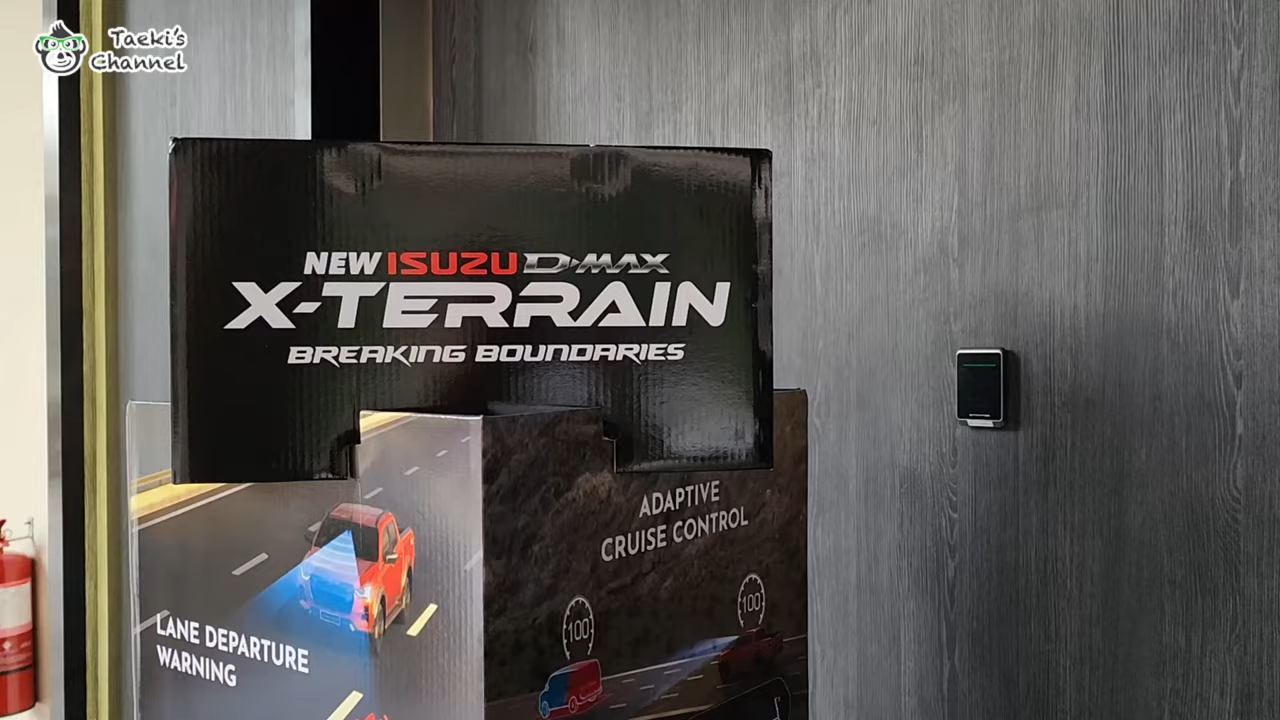 Taeki's
Channel
NEW ISUZU D-MAX
X-TERRAIN
BREAKING BOUNDARIES
ADAPTIVE
CRUISE CONTROL
100
100
LANE DEPARTURE
WARNING